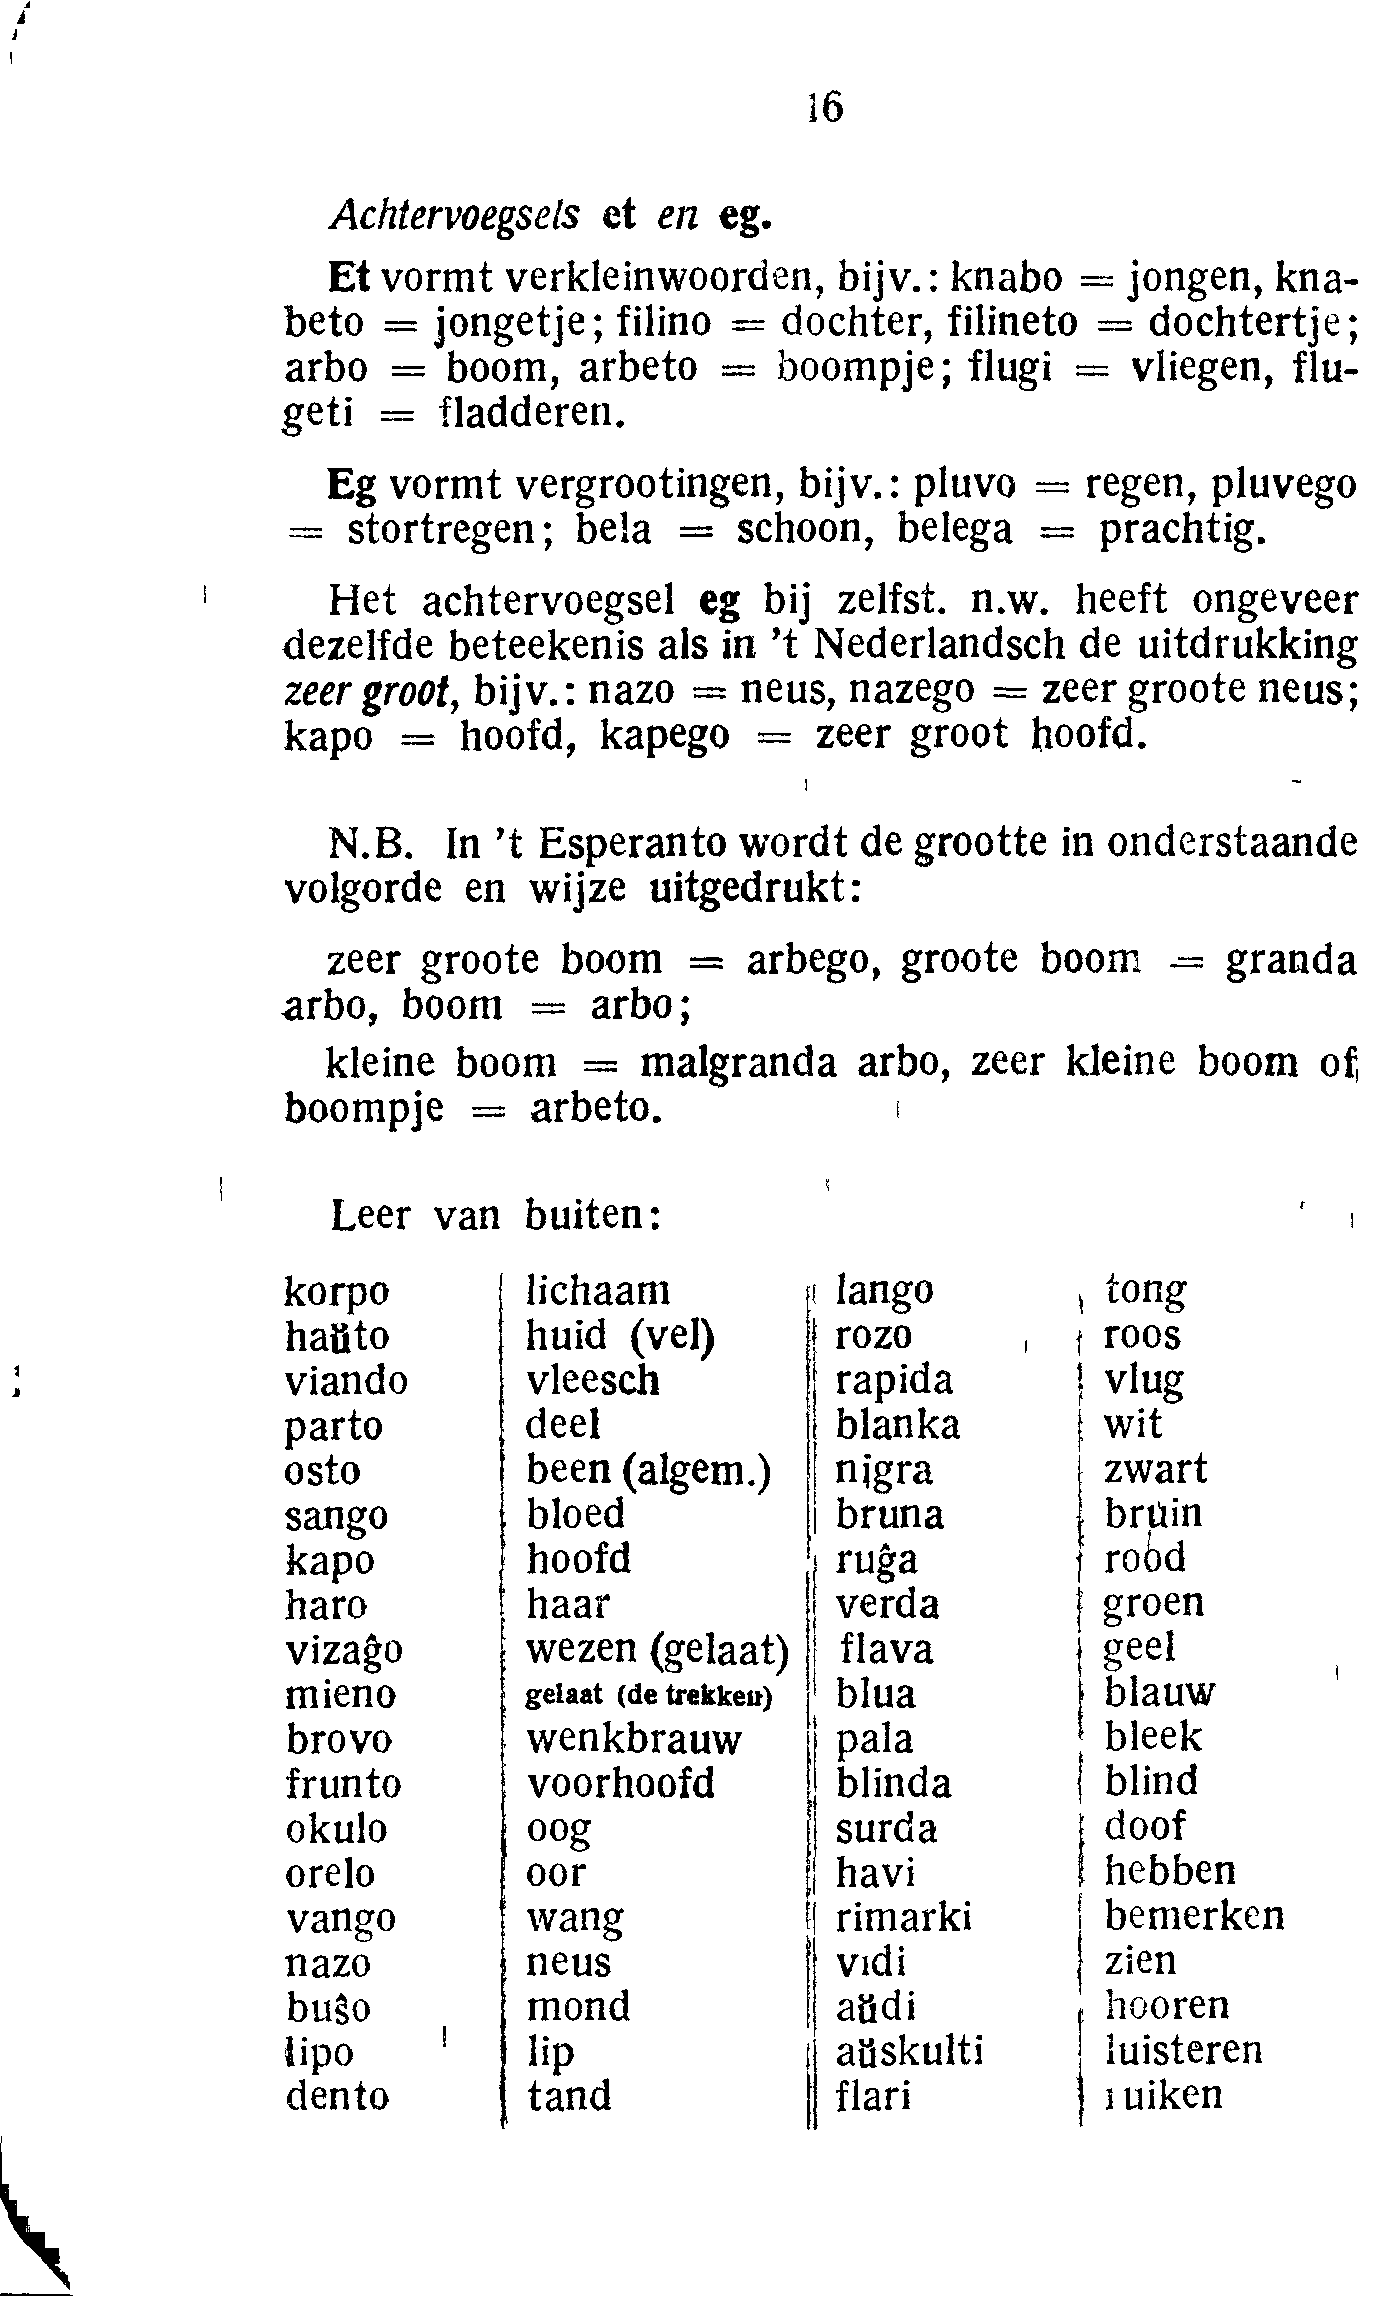 16
Achtervoegsels et en eg.
Et vormt verkleinwoorden, bijv.: knabo = jongen, kna-
beto = jongetje; filino = dochter, filineto = dochtertje;
arbo = boom, arbeto = boompje; flugi = vliegen, flu-
geti = fladderen.
Eg vormt vergrootingen, bijv.: pluvo = regen, pluvego
= stortregen; bela = schoon, belega = prachtig.
Het achtervoegsel eg bij zelfst. n.w. heeft ongeveer
dezelfde beteekenis als in 't Nederlandsch de uitdrukking
zeer groot, bijv.: nazo = neus, nazego = zeer groote neus;
kapo = hoofd, kapego = zeer groot hoofd.
N.B. In 't Esperanto wordt de grootte in onderstaande
volgorde en wijze uitgedrukt:
zeer groote boom = arbego, groote boom = granda
arbo, boom = arbo;
kleine boom = malgranda arbo, zeer kleine boom of
boompje = arbeto.
Leer van buiten:
korpo lichaam lango tong
haŭto huid (vel) rozo roos
viando vleesch rapida vlug
parto deel blanka wit
osto been (algem.) nigra zwart
sango bloed bruna bruin
kapo hoofd ruĝa rood
haro haar verda groen
vizaĝo wezen (gelaat) flava geel
mieno gelaat (de trekken) blua blauw
brovo wenkbrauw pala bleek
frunto voorhoofd blinda blind
okulo oog surda doof
orelo oor havi hebben
vango wang rimarki bemerken
nazo neus vidi zien
buŝo mond aŭdi hooren
lipo lip aŭskulti luisteren
dento tand flari ruiken